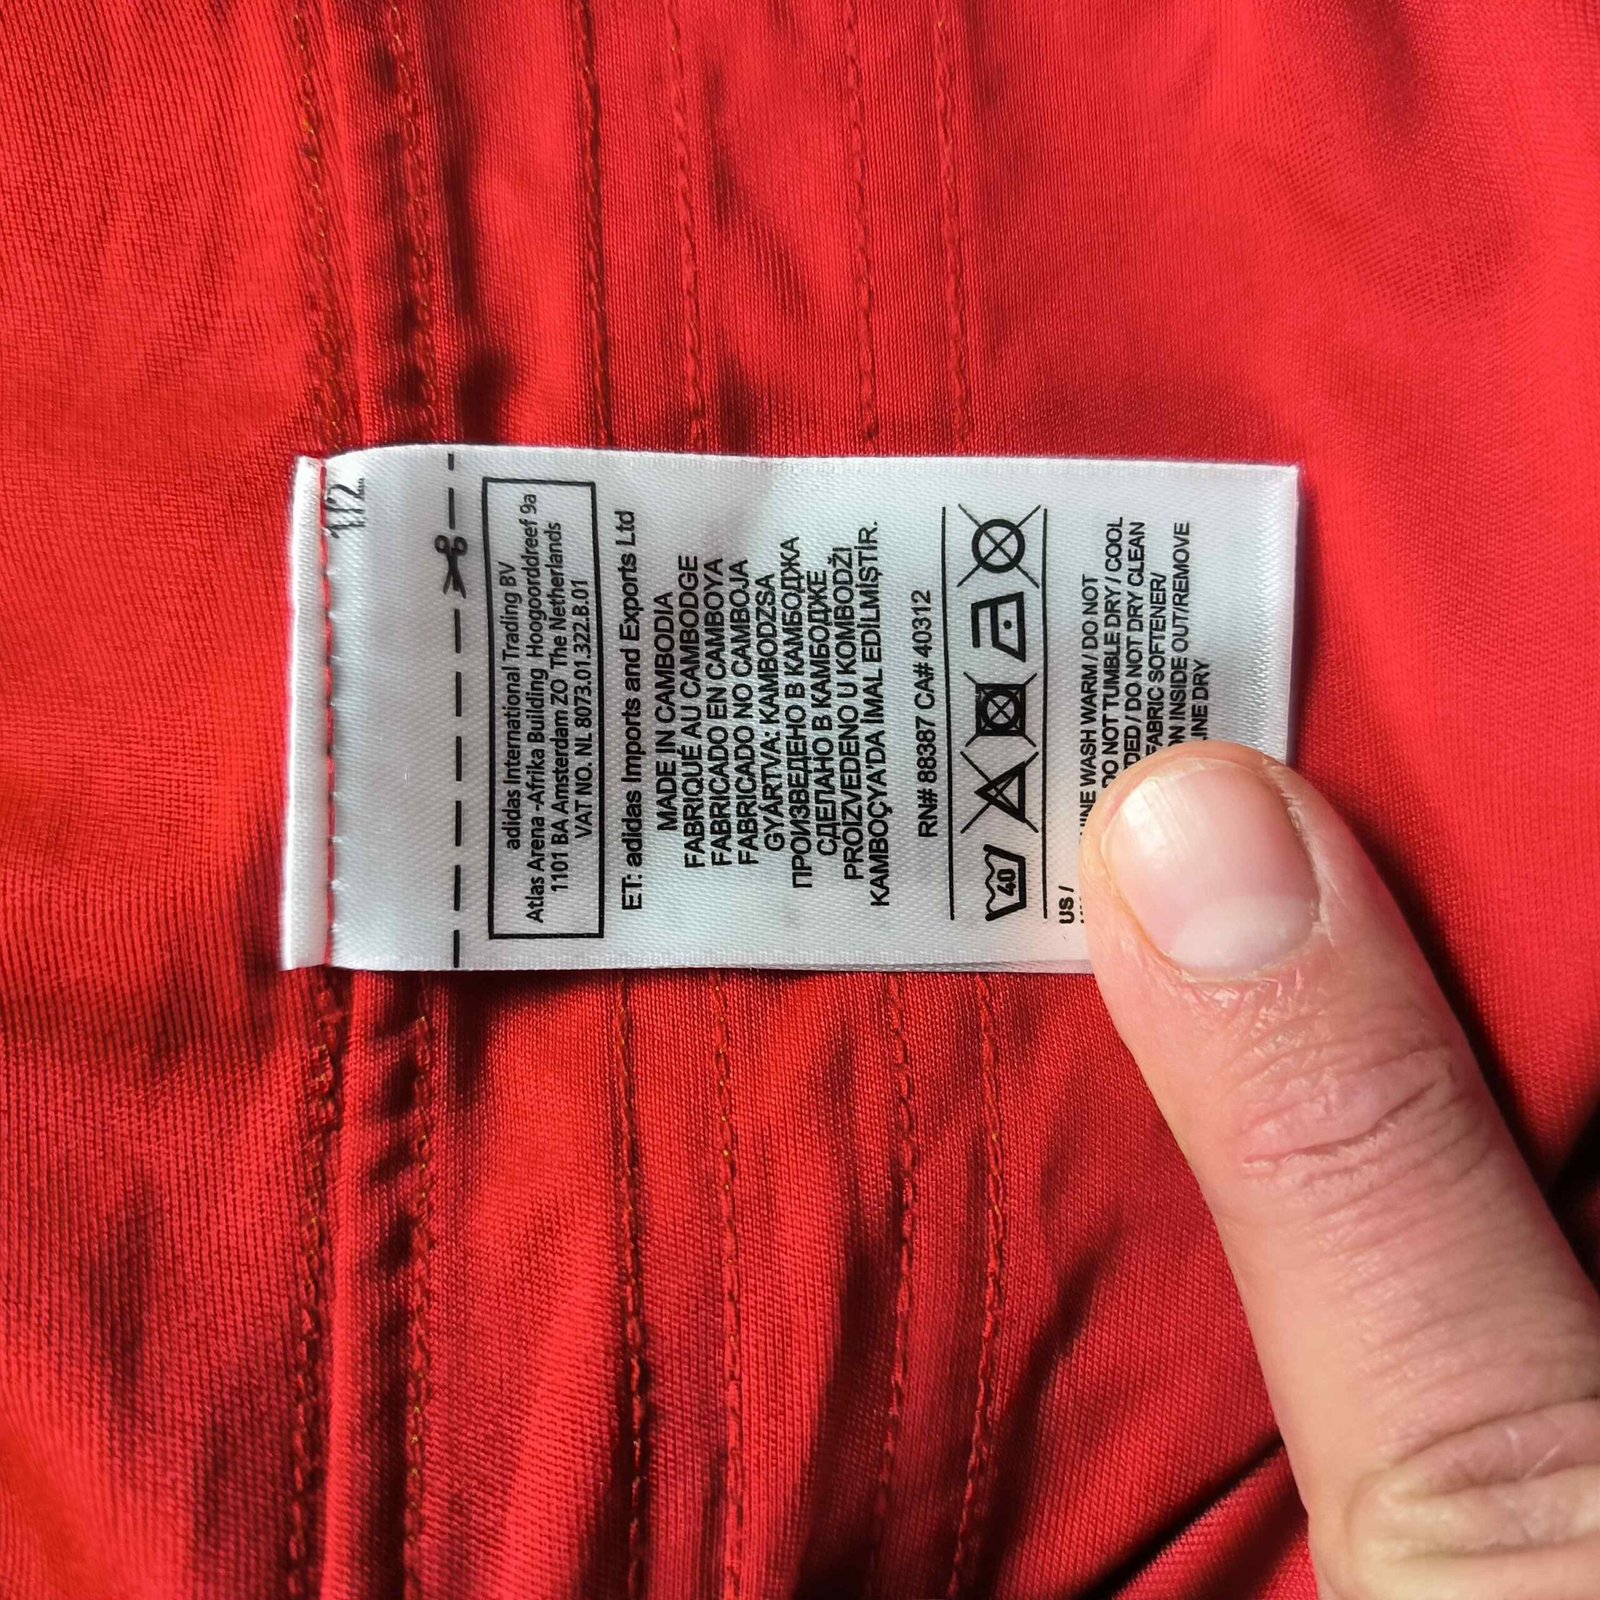 1/2
adidas International Trading BV
Atlas Arena -Afrika Building Hoogoorddreef 9a
1101 BA Amsterdam ZO The Netherlands
VAT NO. NL 8073.01.322.B.01
ET: adidas Imports and Exports Ltd
MADE IN CAMBODIA
FABRIQUÉ AU CAMBODGE
FABRICADO EN CAMBOYA
FABRICADO NO CAMBOJA
GYÁRTVA: KAMBODZSA
ПРОИЗВЕДЕНО В КАМБОДЖА
СДЕЛАНО В КАМБОДЖЕ
PROIZVEDENO U KOMBODŽI
KAMBOÇYA'DA İMAL EDİLMİŞTİR.
RN# 88387 CA# 40312
40
US /
WASH WARM / DO NOT
DO NOT TUMBLE DRY / COOL
/ DO NOT DRY CLEAN
FABRIC SOFTENER/
INSIDE OUT/REMOVE
DRY